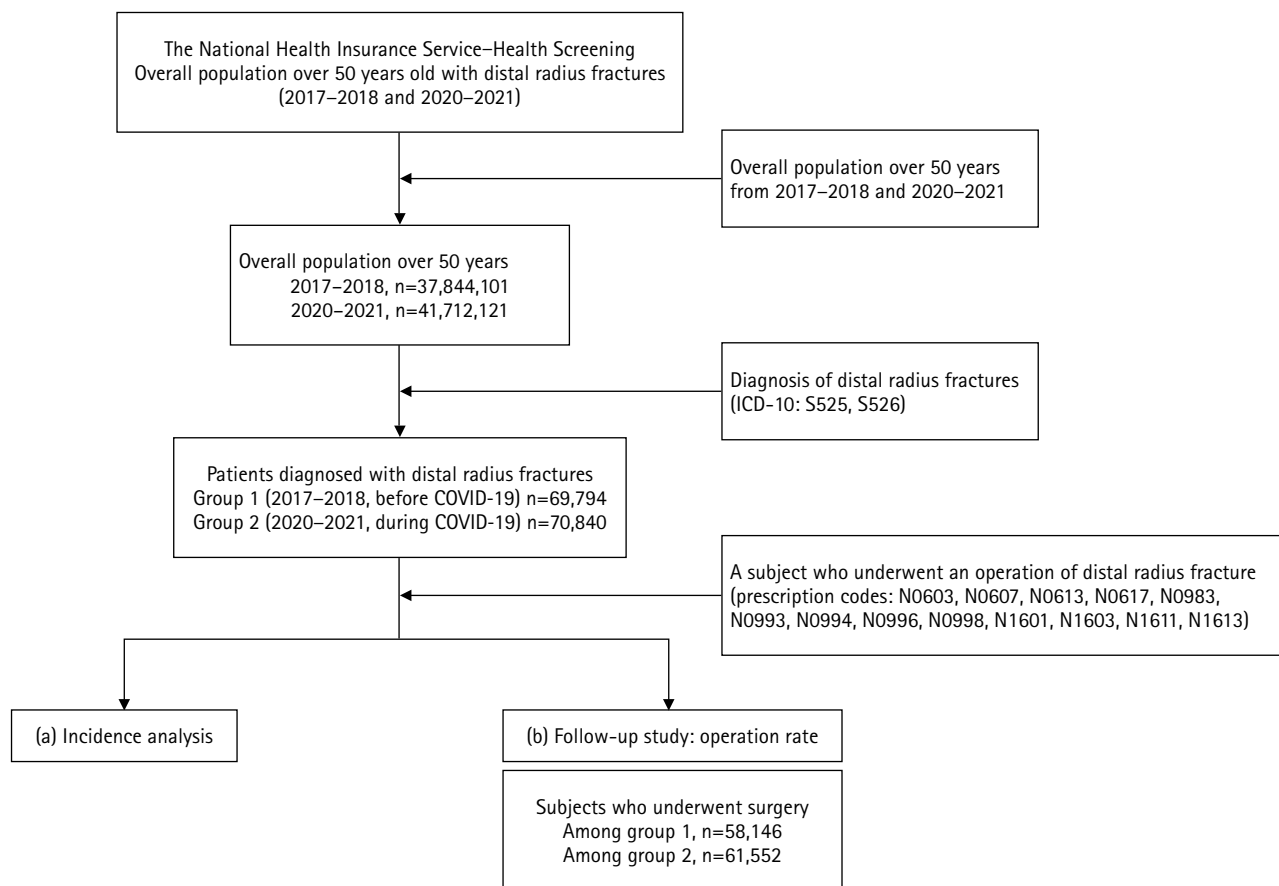 The National Health Insurance Service–Health Screening
Overall population over 50 years old with distal radius fractures
(2017–2018 and 2020–2021)
Overall population over 50 years
from 2017–2018 and 2020–2021
Overall population over 50 years
2017–2018, n=37,844,101
2020–2021, n=41,712,121
Diagnosis of distal radius fractures
(ICD-10: S525, S526)
Patients diagnosed with distal radius fractures
Group 1 (2017–2018, before COVID-19) n=69,794
Group 2 (2020–2021, during COVID-19) n=70,840
A subject who underwent an operation of distal radius fracture
(prescription codes: N0603, N0607, N0613, N0617, N0983,
N0993, N0994, N0996, N0998, N1601, N1603, N1611, N1613)
(a) Incidence analysis
(b) Follow-up study: operation rate
Subjects who underwent surgery
Among group 1, n=58,146
Among group 2, n=61,552